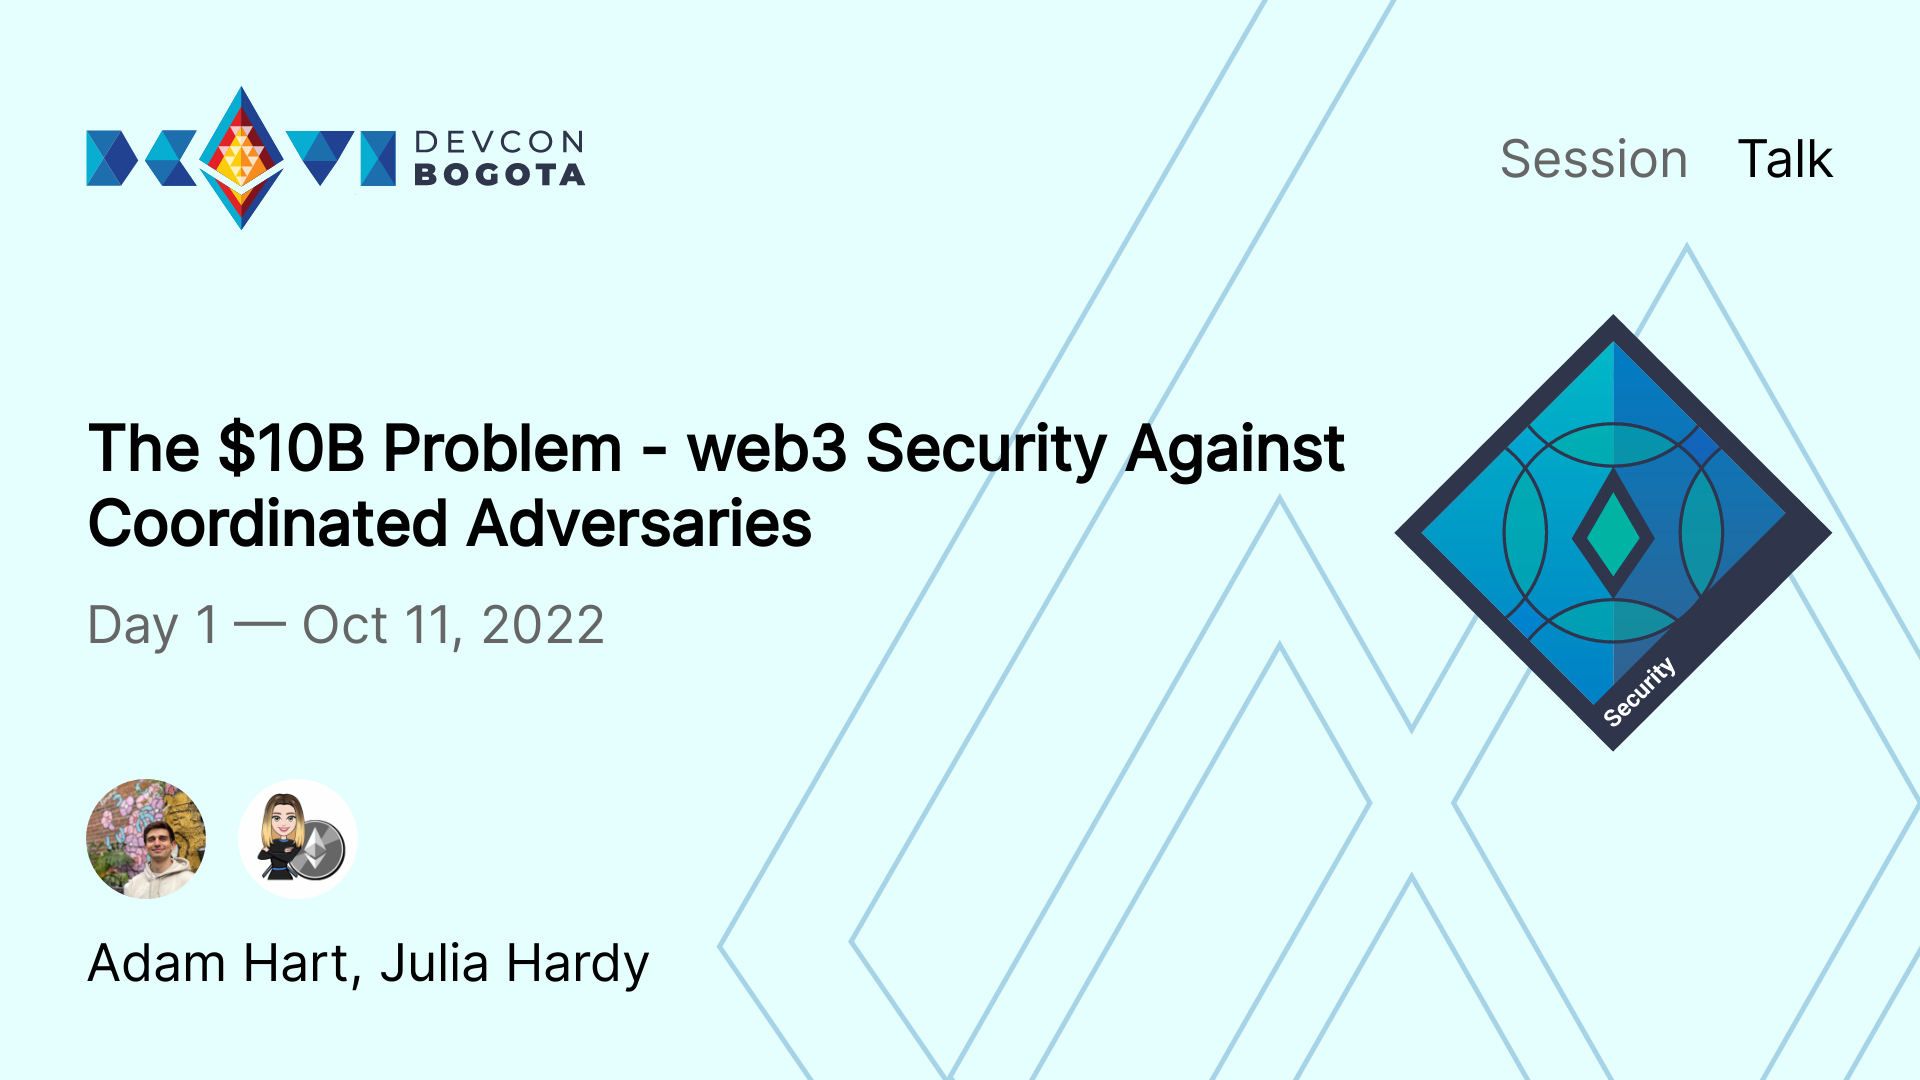 DEVCON
BOGOTA
Session Talk
The $10B Problem - web3 Security Against
Coordinated Adversaries
Day 1 — Oct 11, 2022
Security
Adam Hart, Julia Hardy